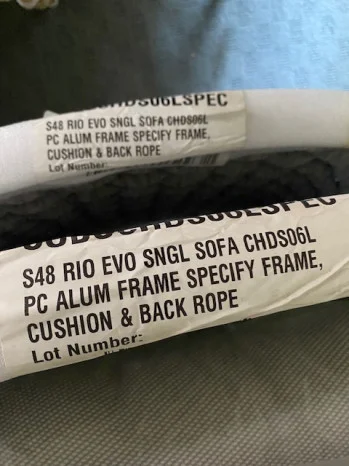 S48 RIO EVO SNGL SOFA CHDS06L
PC ALUM FRAME SPECIFY FRAME,
CUSHION & BACK ROPE
Lot Number:
S48 RIO EVO SNGL SOFA CHDS06L
PC ALUM FRAME SPECIFY FRAME,
CUSHION & BACK ROPE
Lot Number: